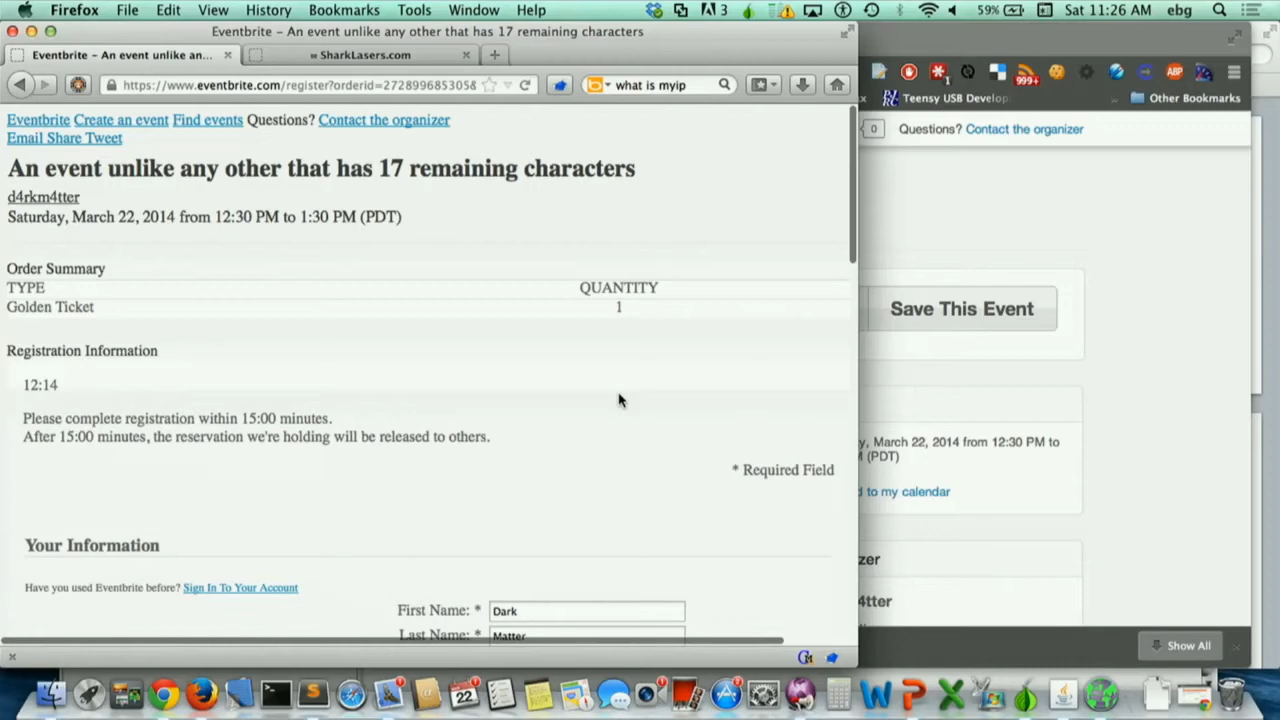 Firefox File Edit View History Bookmarks Tools Window Help 3 59% Sat 11:26 AM ebg
Eventbrite – An event unlike any other that has 17 remaining characters
Eventbrite – An event unlike an... SharkLasers.com
https://www.eventbrite.com/register?orderid=2728996853058 what is myip
999+ ABP
Teensy USB Develop Other Bookmarks
Eventbrite Create an event Find events Questions? Contact the organizer
Email Share Tweet
0 Questions? Contact the organizer
An event unlike any other that has 17 remaining characters
d4rkm4tter
Saturday, March 22, 2014 from 12:30 PM to 1:30 PM (PDT)
Order Summary
TYPE QUANTITY
Golden Ticket 1
Save This Event
Registration Information
12:14
Please complete registration within 15:00 minutes.
After 15:00 minutes, the reservation we're holding will be released to others.
* Required Field
y, March 22, 2014 from 12:30 PM to
(PDT)
d to my calendar
Your Information
zer
Have you used Eventbrite before? Sign In To Your Account
4tter
First Name: * Dark
Last Name: * Matter
Show All
22